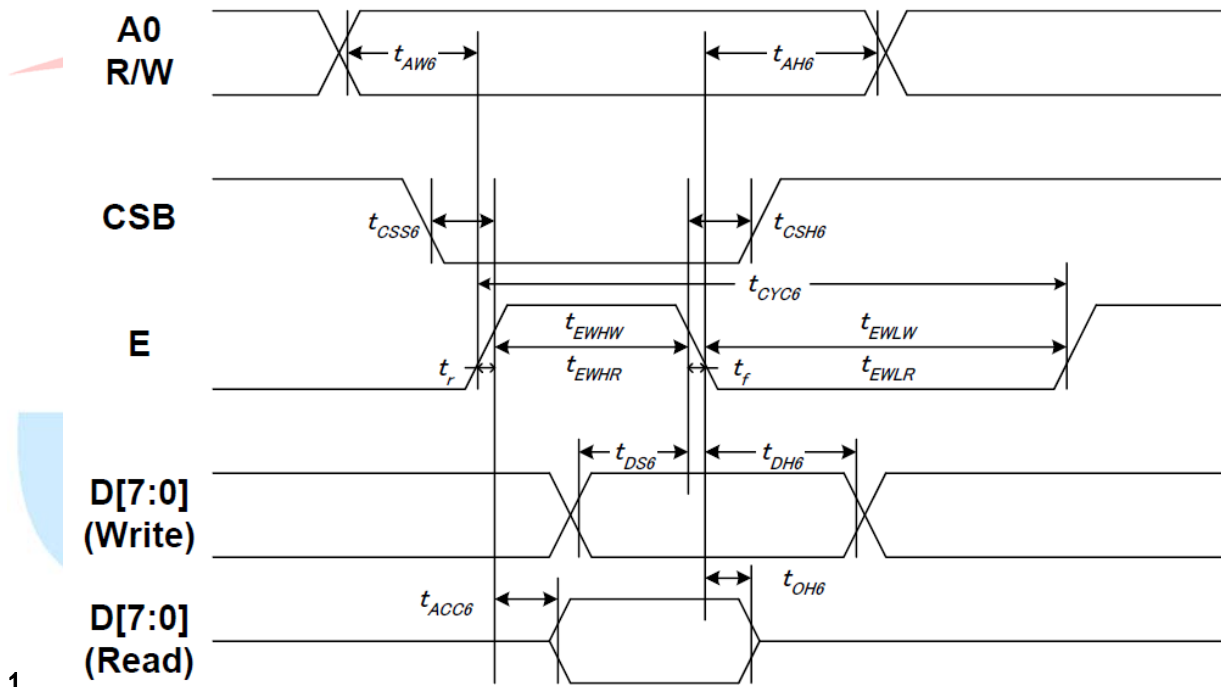 A0
R/W
tAW6
tAH6
CSB
tCSS6
tCSH6
tCYC6
E
tEWHW
tEWLW
tr
tEWHR
tf
tEWLR
tDS6
tDH6
D[7:0]
(Write)
tOH6
tACC6
D[7:0]
(Read)
1